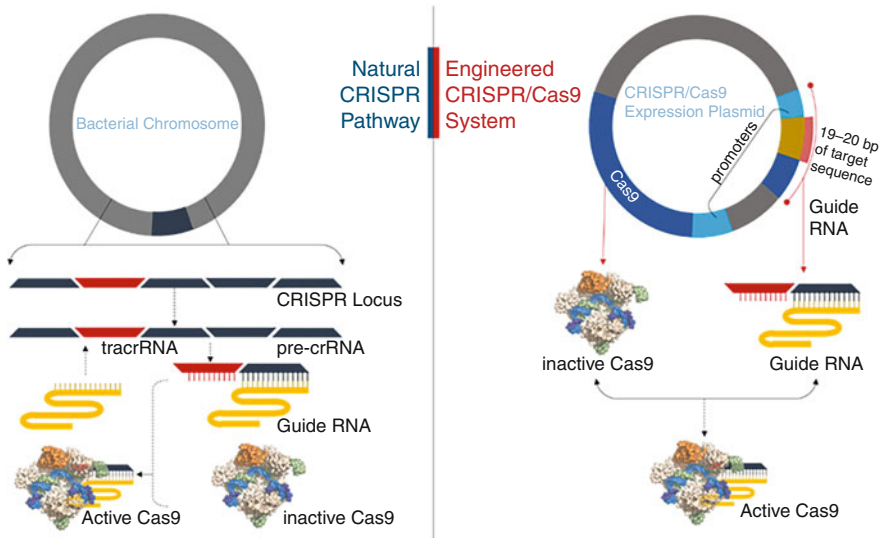 Natural
CRISPR
Pathway
Engineered
CRISPR/Cas9
System
Bacterial Chromosome
CRISPR Locus
tracrRNA
pre-crRNA
Guide RNA
Active Cas9
inactive Cas9
CRISPR/Cas9
Expression Plasmid
promoters
Cas9
19–20 bp
of target
sequence
Guide
RNA
inactive Cas9
Guide RNA
Active Cas9